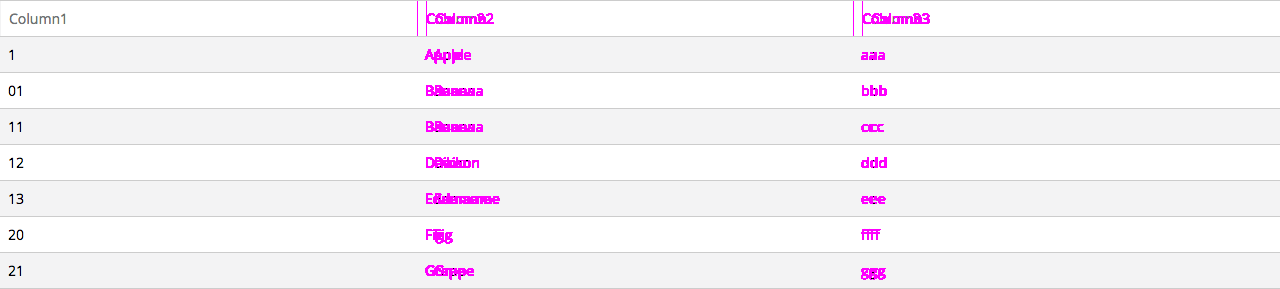 Column1 Column2 Column3
1 Apple aaa
01 Banana bbb
11 Banana ccc
12 Daikon ddd
13 Edamame eee
20 Fig fff
21 Grape ggg